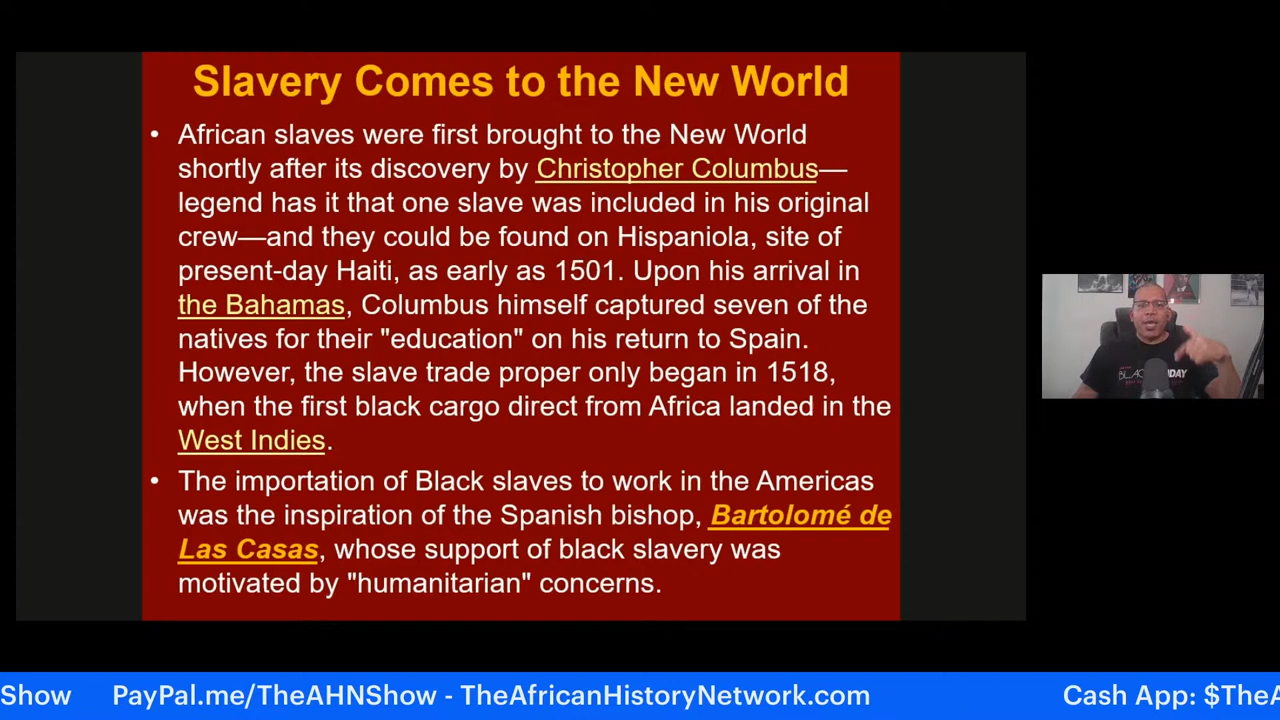 Slavery Comes to the New World
• African slaves were first brought to the New World
shortly after its discovery by Christopher Columbus—
legend has it that one slave was included in his original
crew—and they could be found on Hispaniola, site of
present-day Haiti, as early as 1501. Upon his arrival in
the Bahamas, Columbus himself captured seven of the
natives for their "education" on his return to Spain.
However, the slave trade proper only began in 1518,
when the first black cargo direct from Africa landed in the
West Indies.
• The importation of Black slaves to work in the Americas
was the inspiration of the Spanish bishop, Bartolomé de
Las Casas, whose support of black slavery was
motivated by "humanitarian" concerns.
Show PayPal.me/TheAHNShow - TheAfricanHistoryNetwork.com Cash App: $TheA